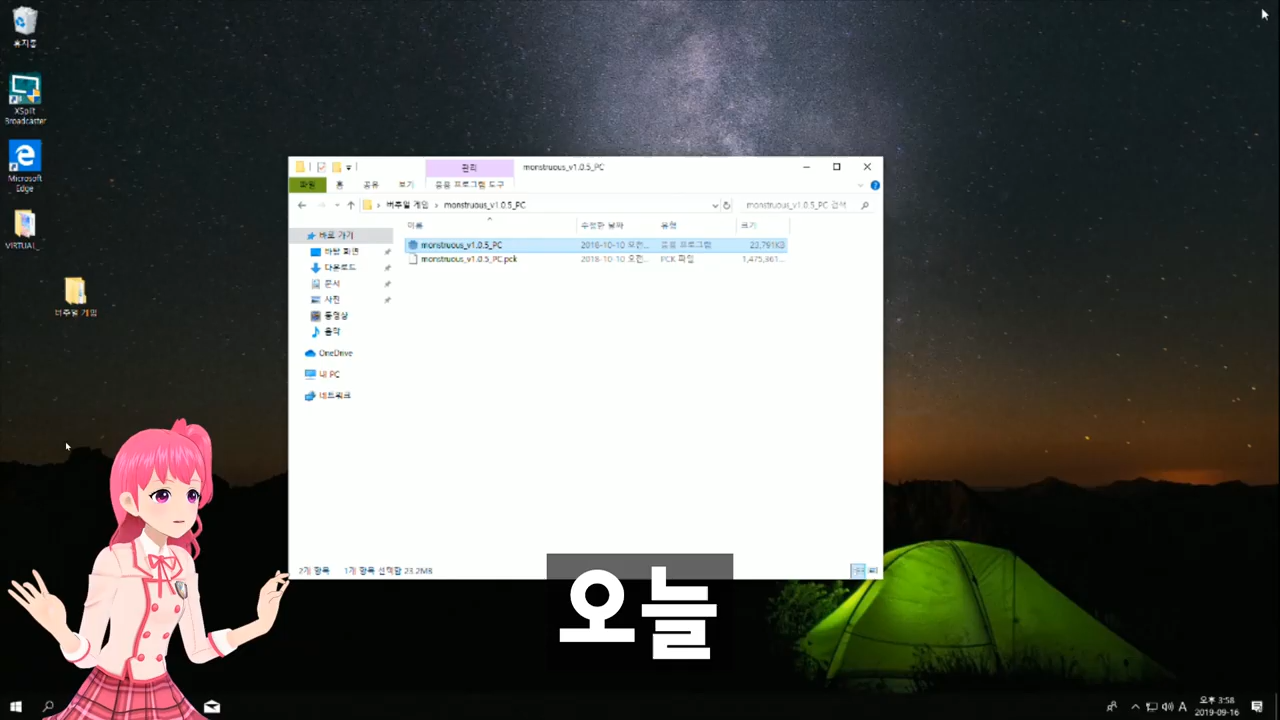 휴지통
XSplit
Broadcaster
Microsoft
Edge
VIRTUAL_
버추얼 게임
관리
monstruous_v1.0.5_PC
파일
홈
공유
보기
응용 프로그램 도구
버추얼 게임
monstruous_v1.0.5_PC
monstruous_v1.0.5_PC 검색
이름
수정한 날짜
유형
크기
바로 가기
monstruous_v1.0.5_PC
2018-10-10 오전...
응용 프로그램
23,791KB
바탕 화면
monstruous_v1.0.5_PC.pck
2018-10-10 오전...
PCK 파일
다운로드
문서
사진
동영상
음악
OneDrive
내 PC
네트워크
2개 항목
1개 항목 선택함 23.2MB
오늘
A
오후 3:58
2019-09-16